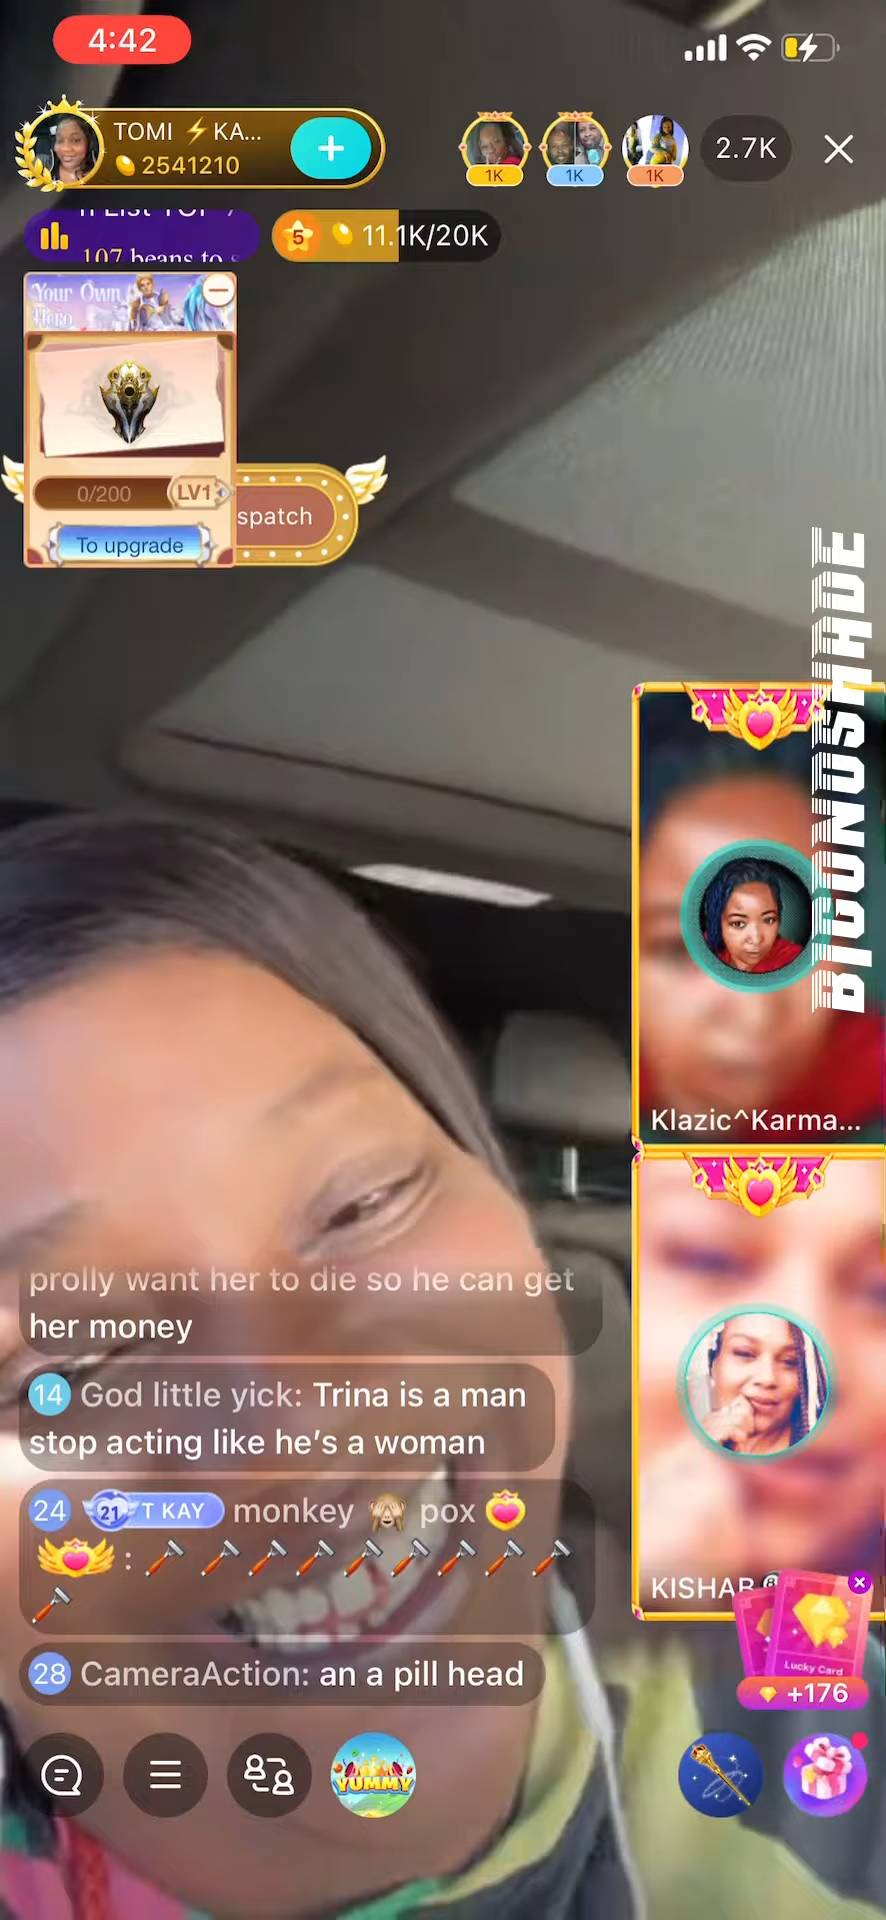 4:42
TOMI ⚡KA...
2541210
1K
1K
1K
2.7K
107 beans to
5
11.1K/20K
Your Own
Hero
0/200
LV1
spatch
To upgrade
BIGONOSHADE
Klazic^Karma...
prolly want her to die so he can get
her money
14 God little yick: Trina is a man
stop acting like he's a woman
24 21 T KAY monkey 🙈 pox
: 🪒 🪒 🪒 🪒 🪒 🪒 🪒 🪒 🪒
🪒
KISHAB
Lucky Card
+176
28 CameraAction: an a pill head
YUMMY